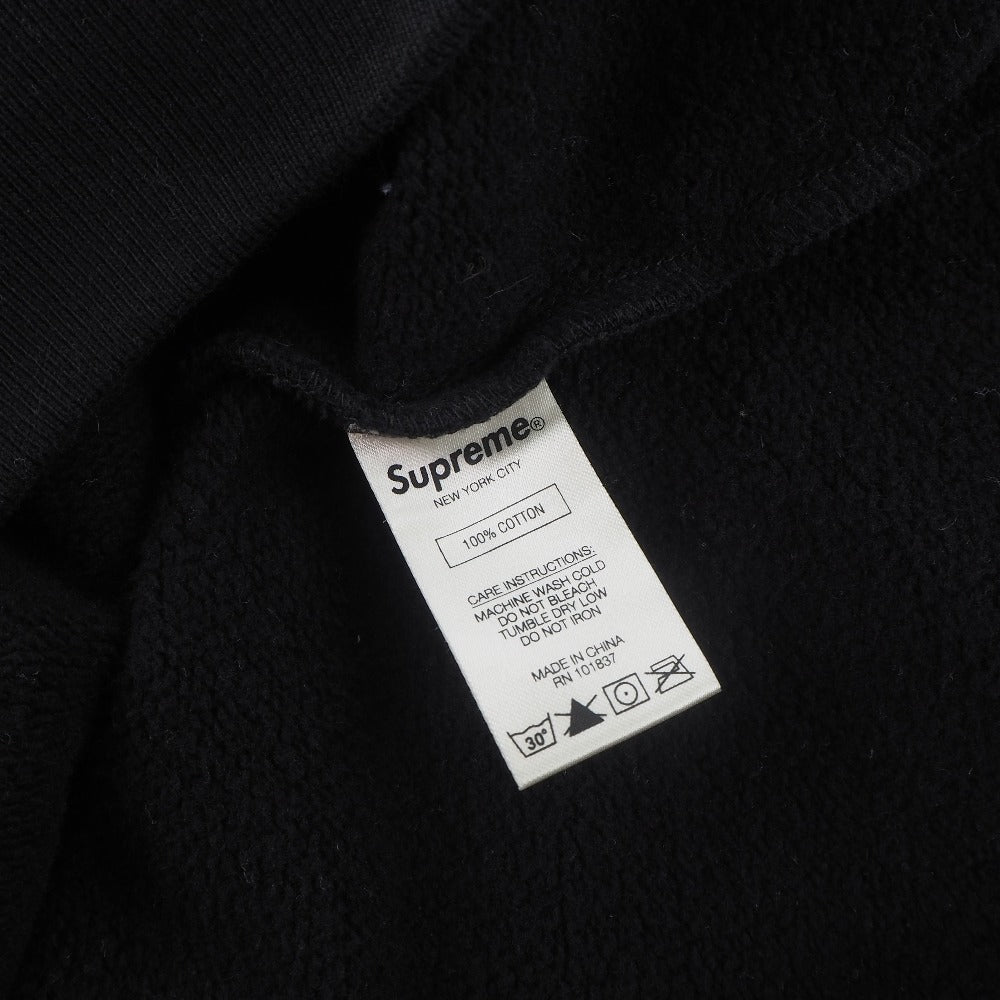 Supreme®
NEW YORK CITY
100% COTTON
CARE INSTRUCTIONS:
MACHINE WASH COLD
DO NOT BLEACH
TUMBLE DRY LOW
DO NOT IRON
MADE IN CHINA
RN 101837
30°